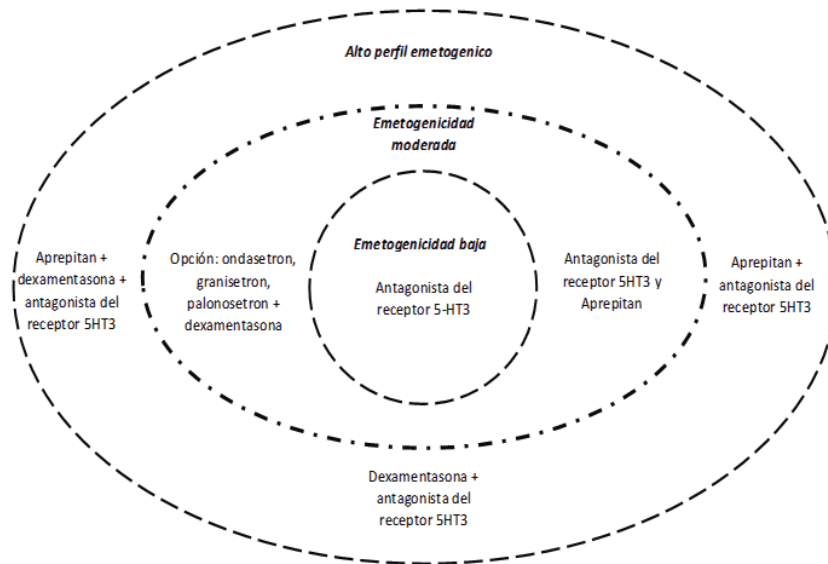 Alto perfil emetogenico
Emetogenicidad
moderada
Emetogenicidad baja
Antagonista del
receptor 5-HT3
Aprepitan +
dexamentasona +
antagonista del
receptor 5HT3
Opción: ondasetron,
granisetron,
palonosetron +
dexamentasona
Antagonista del
receptor 5HT3 y
Aprepitan
Aprepitan +
antagonista del
receptor 5HT3
Dexamentasona +
antagonista del
receptor 5HT3